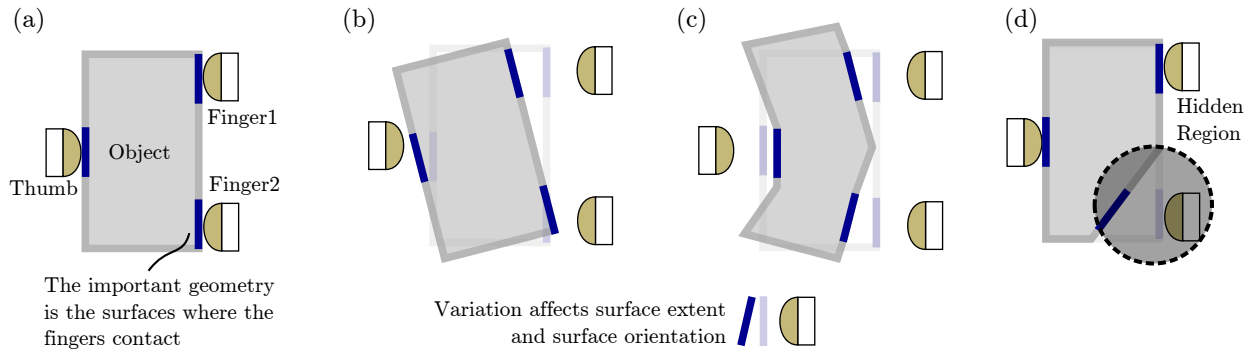 (a)
(b)
(c)
(d)
Finger1
Hidden
Region
Object
Thumb
Finger2
The important geometry
is the surfaces where the
fingers contact
Variation affects surface extent
and surface orientation